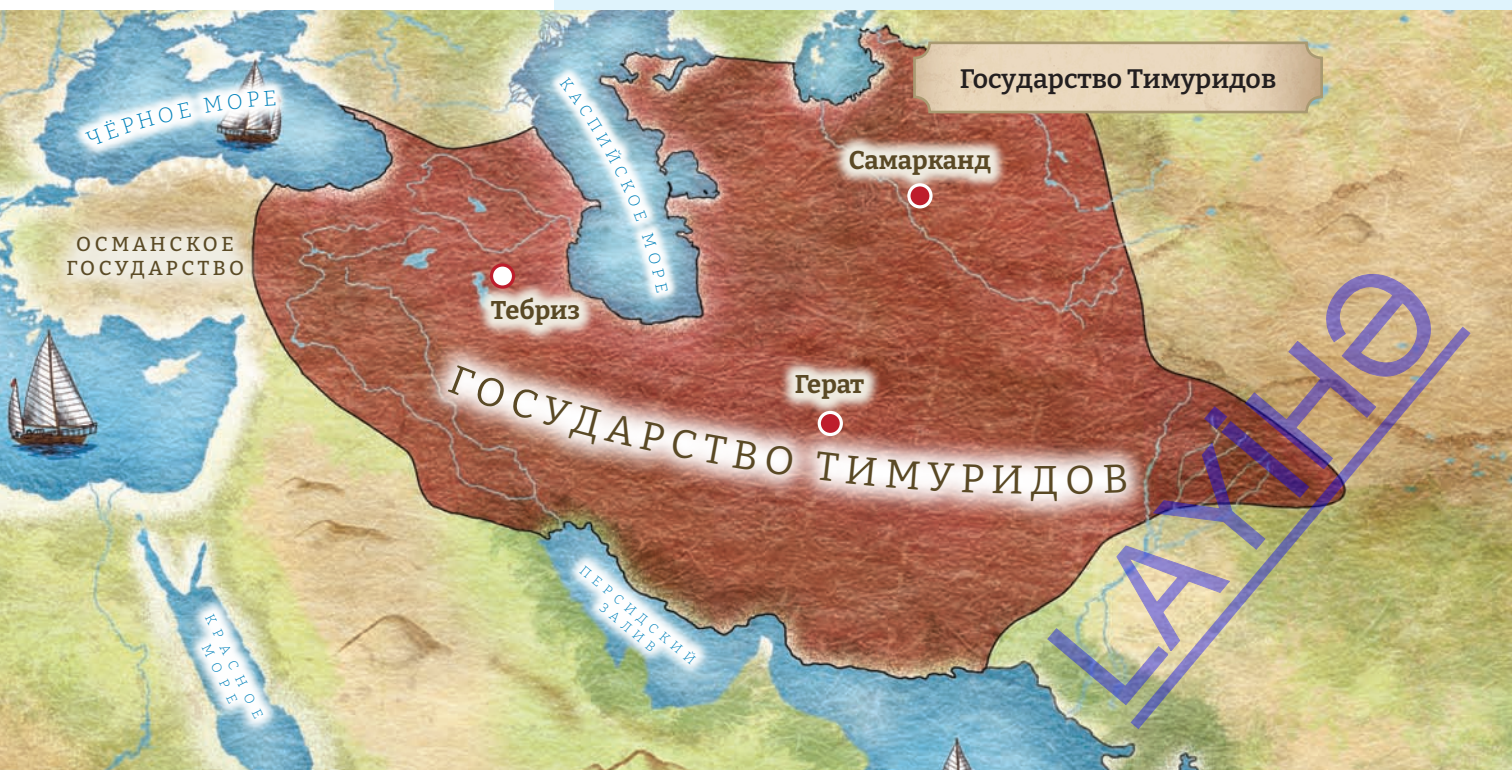 Государство Тимуридов
ЧЁРНОЕ МОРЕ
КАСПИЙСКОЕ МОРЕ
Самарканд
ОСМАНСКОЕ
ГОСУДАРСТВО
Тебриз
Герат
ГОСУДАРСТВО ТИМУРИДОВ
ПЕРСИДСКИЙ
ЗАЛИВ
КРАСНОЕ
МОРЕ
LAYİHƏ